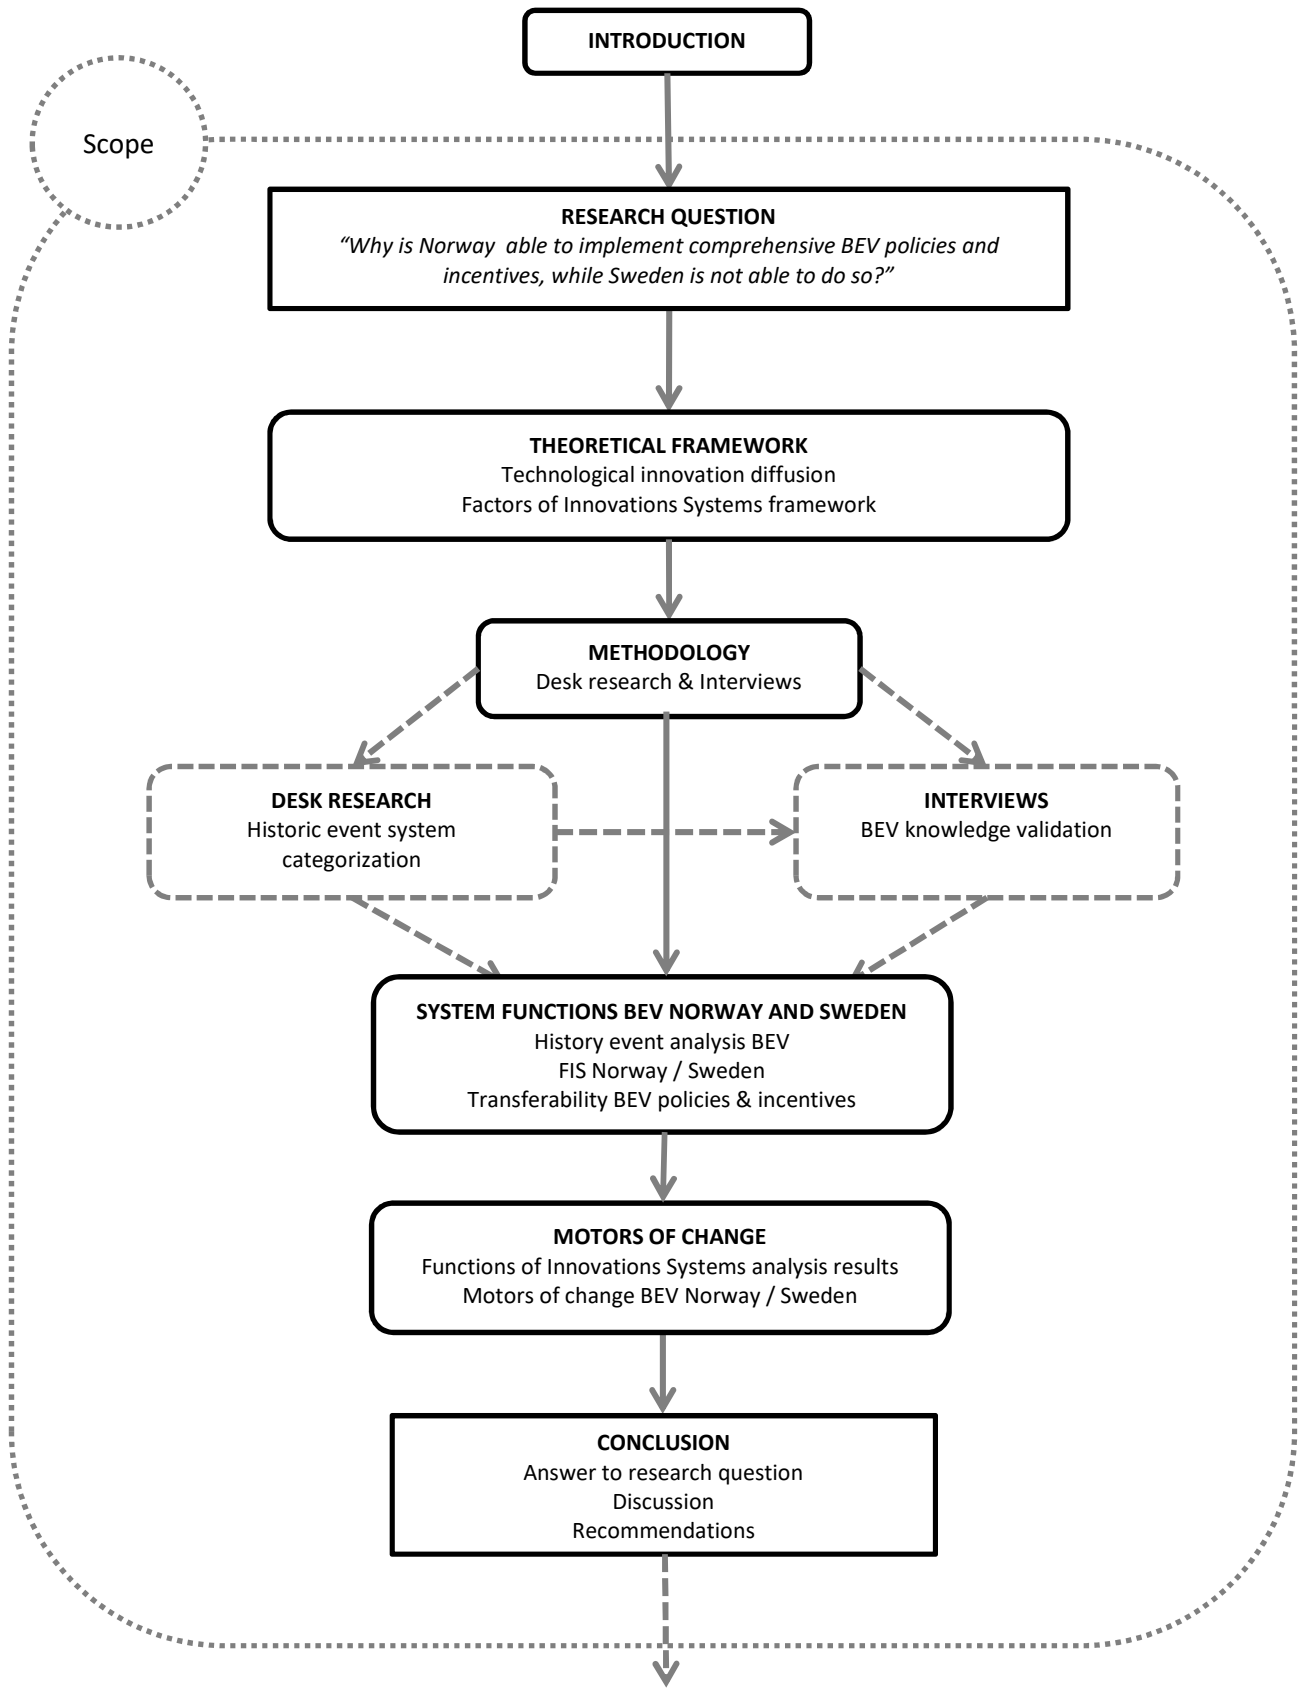 INTRODUCTION
Scope
RESEARCH QUESTION
“Why is Norway able to implement comprehensive BEV policies and
incentives, while Sweden is not able to do so?”
THEORETICAL FRAMEWORK
Technological innovation diffusion
Factors of Innovations Systems framework
METHODOLOGY
Desk research & Interviews
DESK RESEARCH
Historic event system
categorization
INTERVIEWS
BEV knowledge validation
SYSTEM FUNCTIONS BEV NORWAY AND SWEDEN
History event analysis BEV
FIS Norway / Sweden
Transferability BEV policies & incentives
MOTORS OF CHANGE
Functions of Innovations Systems analysis results
Motors of change BEV Norway / Sweden
CONCLUSION
Answer to research question
Discussion
Recommendations